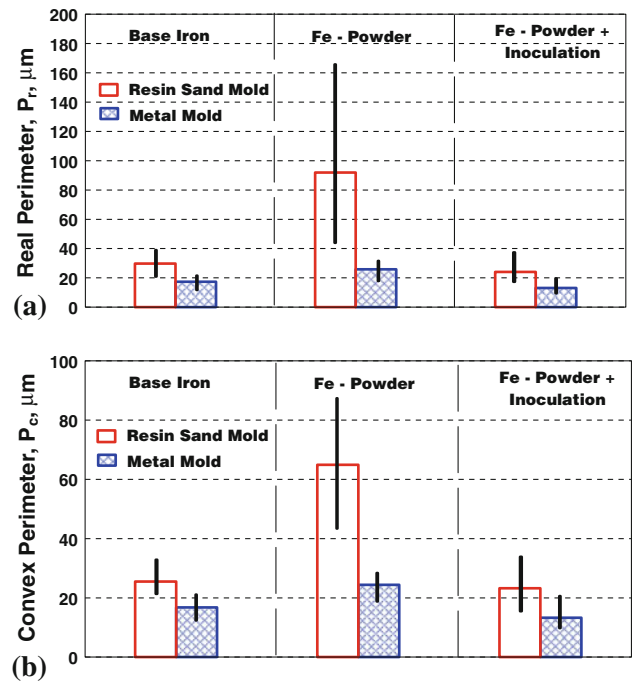 200
180
160
140
120
100
80
60
40
20
0
Real Perimeter, Pr, μm
Base Iron
Fe - Powder
Fe - Powder +
Inoculation
Resin Sand Mold
Metal Mold
(a)
100
80
60
40
20
0
Convex Perimeter, Pc, μm
Base Iron
Fe - Powder
Fe - Powder +
Inoculation
Resin Sand Mold
Metal Mold
(b)